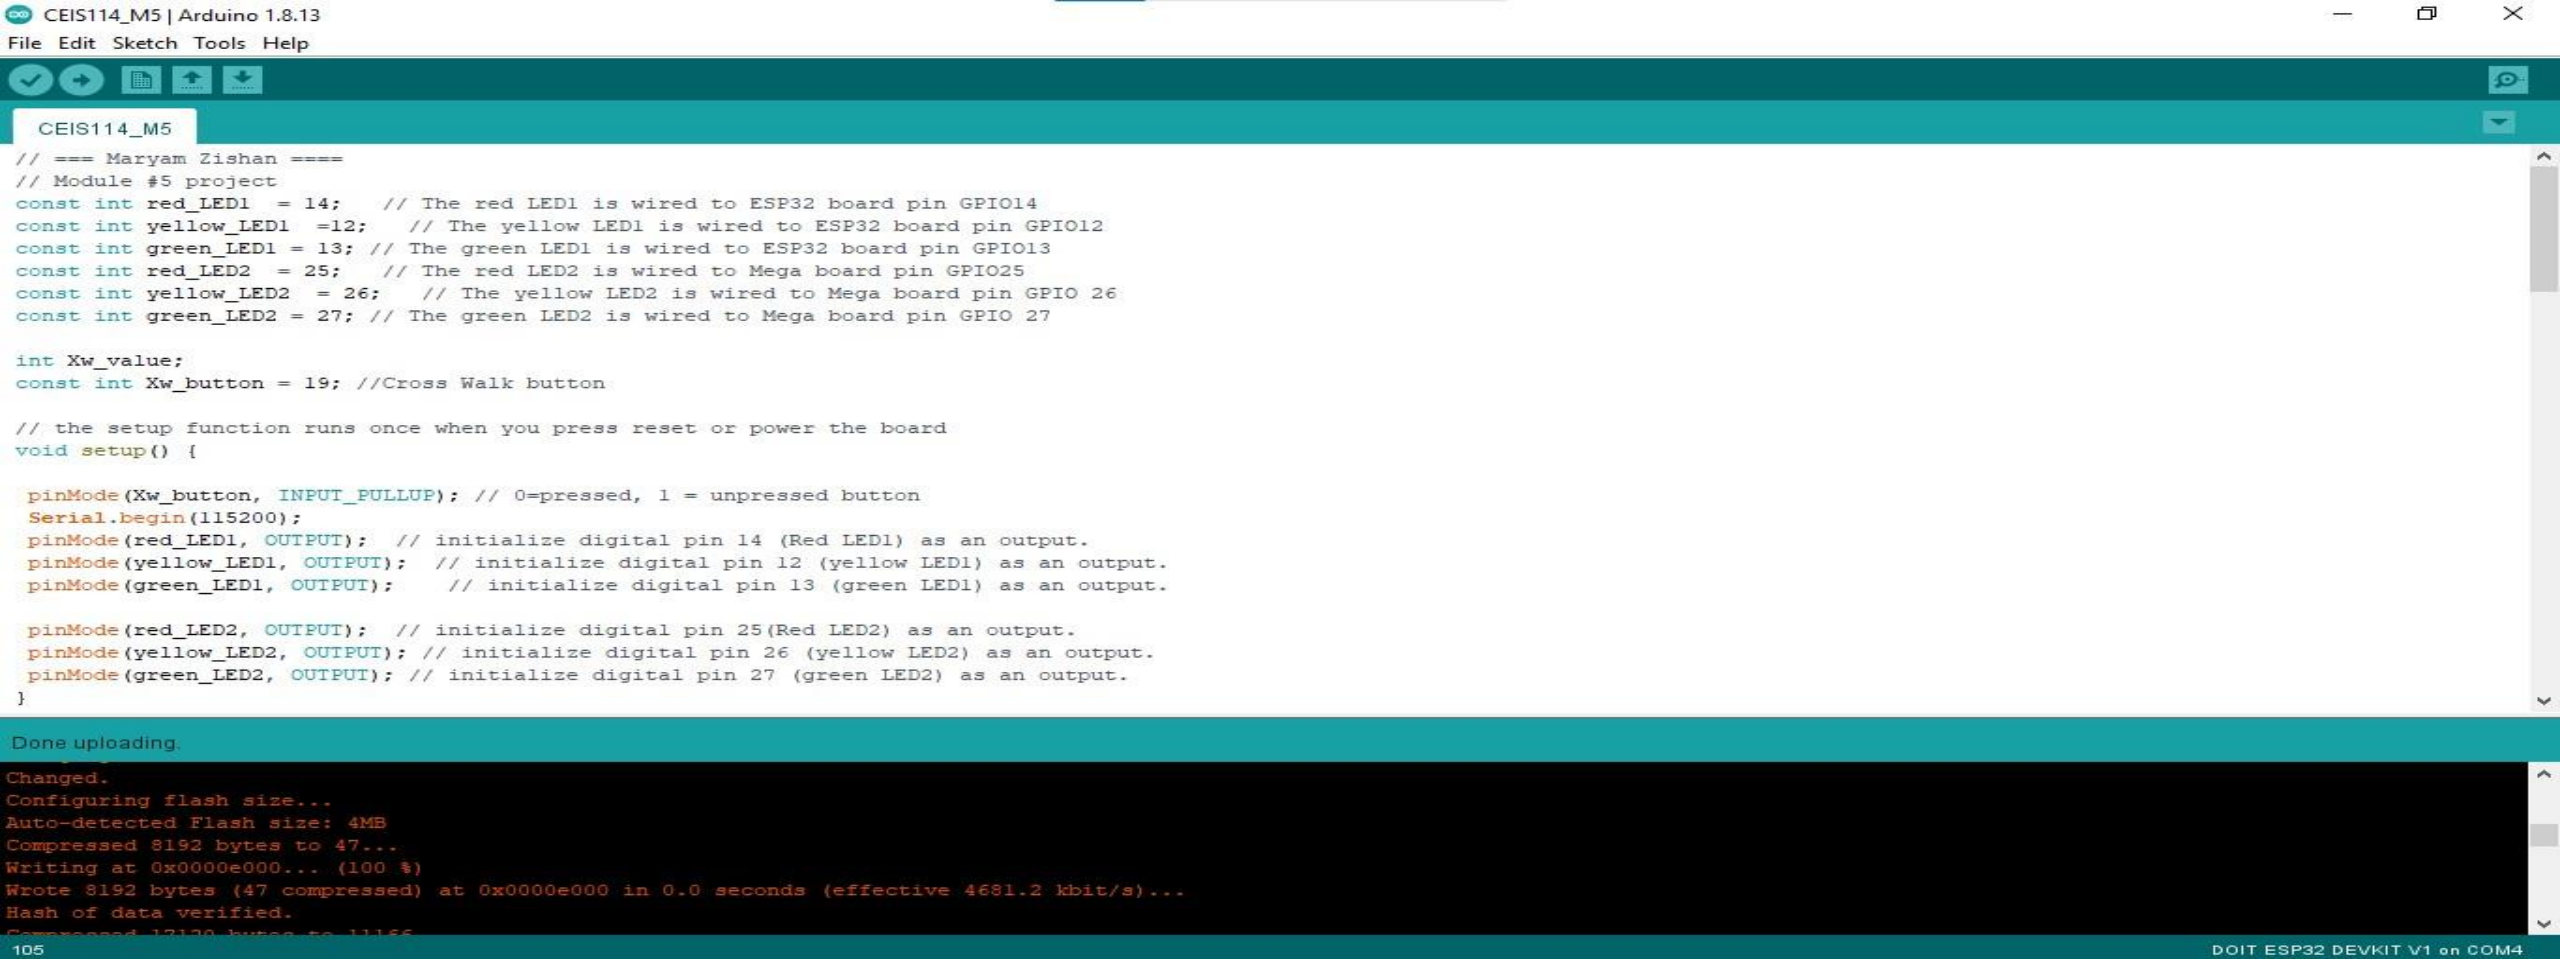 CEIS114_M5 | Arduino 1.8.13
File Edit Sketch Tools Help
CEIS114_M5
// === Maryam Zishan ====
// Module #5 project
const int red_LED1  = 14;   // The red LED1 is wired to ESP32 board pin GPIO14
const int yellow_LED1  =12;   // The yellow LED1 is wired to ESP32 board pin GPIO12
const int green_LED1 = 13; // The green LED1 is wired to ESP32 board pin GPIO13
const int red_LED2  = 25;   // The red LED2 is wired to Mega board pin GPIO25
const int yellow_LED2  = 26;   // The yellow LED2 is wired to Mega board pin GPIO 26
const int green_LED2 = 27; // The green LED2 is wired to Mega board pin GPIO 27
int Xw_value;
const int Xw_button = 19; //Cross Walk button
// the setup function runs once when you press reset or power the board
void setup() {
pinMode(Xw_button, INPUT_PULLUP); // 0=pressed, 1 = unpressed button
Serial.begin(115200);
pinMode(red_LED1, OUTPUT);  // initialize digital pin 14 (Red LED1) as an output.
pinMode(yellow_LED1, OUTPUT);  // initialize digital pin 12 (yellow LED1) as an output.
pinMode(green_LED1, OUTPUT);    // initialize digital pin 13 (green LED1) as an output.
pinMode(red_LED2, OUTPUT);  // initialize digital pin 25(Red LED2) as an output.
pinMode(yellow_LED2, OUTPUT); // initialize digital pin 26 (yellow LED2) as an output.
pinMode(green_LED2, OUTPUT); // initialize digital pin 27 (green LED2) as an output.
}
Done uploading.
Changed.
Configuring flash size...
Auto-detected Flash size: 4MB
Compressed 8192 bytes to 47...
Writing at 0x0000e000... (100 %)
Wrote 8192 bytes (47 compressed) at 0x0000e000 in 0.0 seconds (effective 4681.2 kbit/s)...
Hash of data verified.
Compressed 17120 bytes to 11166
105
DOIT ESP32 DEVKIT V1 on COM4